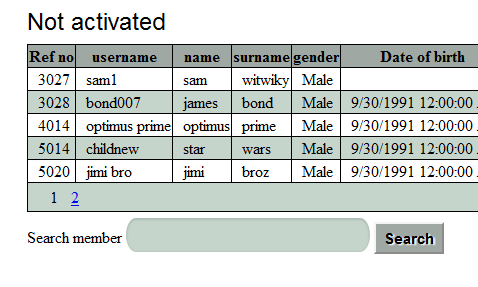 Not activated
Ref no username name surname gender Date of birth
3027 sam1 sam witwiky Male
3028 bond007 james bond Male 9/30/1991 12:00:00
4014 optimus prime optimus prime Male 9/30/1991 12:00:00
5014 childnew star wars Male 9/30/1991 12:00:00
5020 jimi bro jimi broz Male 9/30/1991 12:00:00
1 2
Search member Search